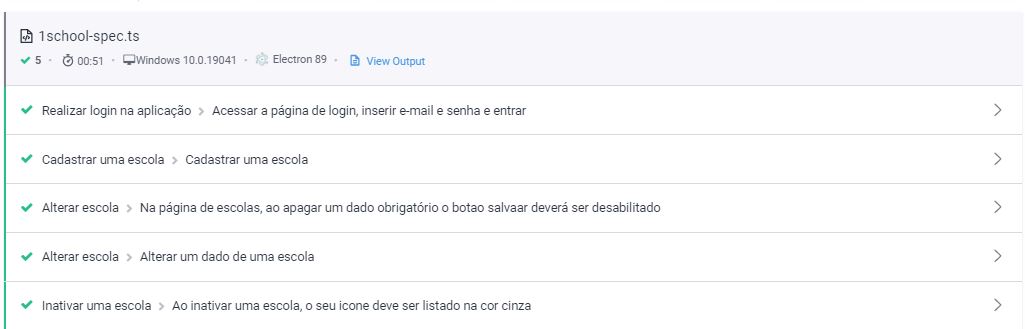 1school-spec.ts
5 · 00:51 · Windows 10.0.19041 · Electron 89 · View Output
Realizar login na aplicação > Acessar a página de login, inserir e-mail e senha e entrar
Cadastrar uma escola > Cadastrar uma escola
Alterar escola > Na página de escolas, ao apagar um dado obrigatório o botao salvaar deverá ser desabilitado
Alterar escola > Alterar um dado de uma escola
Inativar uma escola > Ao inativar uma escola, o seu icone deve ser listado na cor cinza